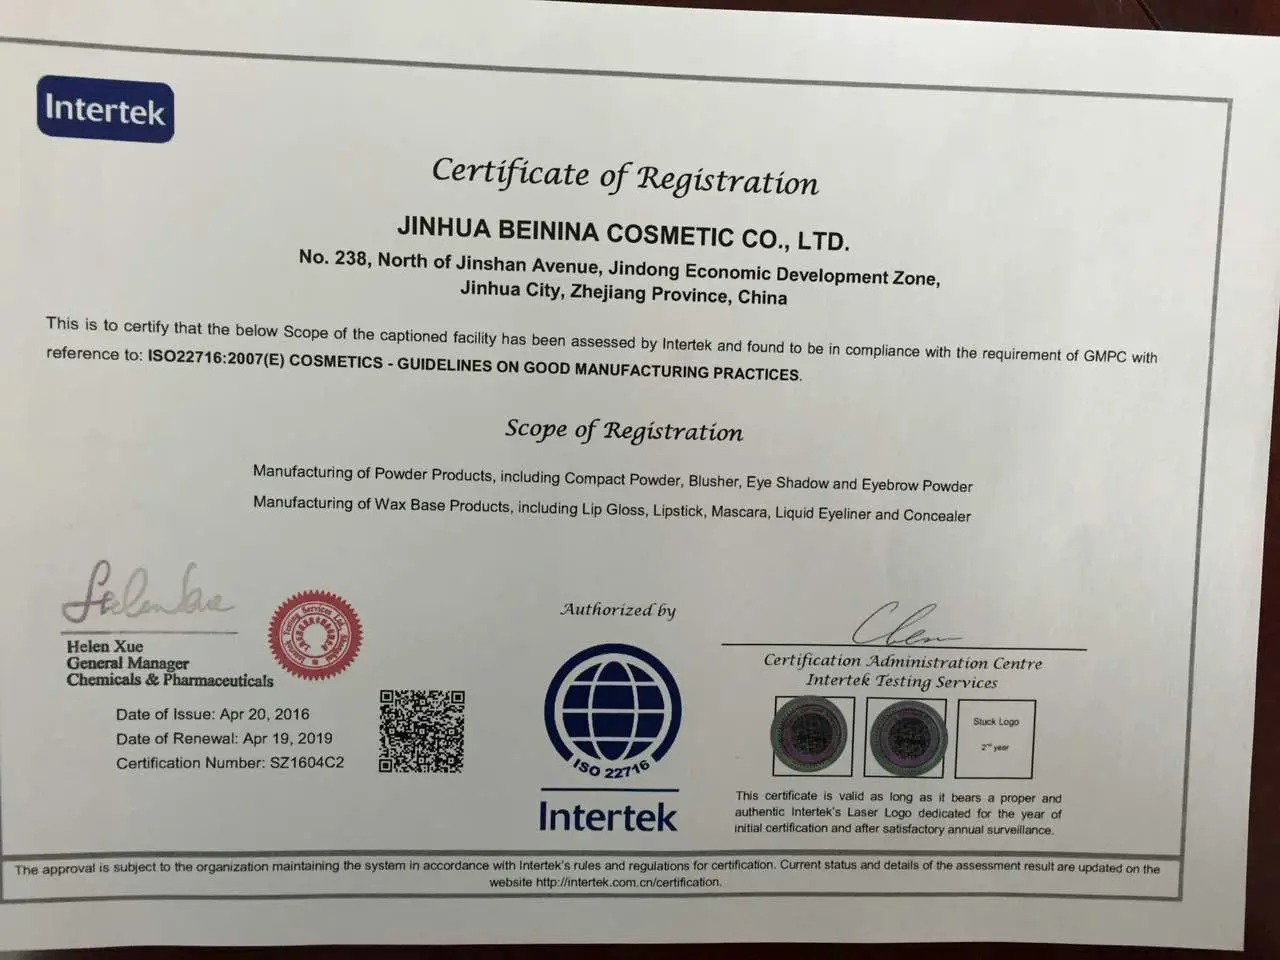 Intertek
Certificate of Registration
JINHUA BEININA COSMETIC CO., LTD.
No. 238, North of Jinshan Avenue, Jindong Economic Development Zone,
Jinhua City, Zhejiang Province, China
This is to certify that the below Scope of the captioned facility has been assessed by Intertek and found to be in compliance with the requirement of GMPC with
reference to: ISO22716:2007(E) COSMETICS - GUIDELINES ON GOOD MANUFACTURING PRACTICES.
Scope of Registration
Manufacturing of Powder Products, including Compact Powder, Blusher, Eye Shadow and Eyebrow Powder
Manufacturing of Wax Base Products, including Lip Gloss, Lipstick, Mascara, Liquid Eyeliner and Concealer
Helen Xue
Helen Xue
General Manager
Chemicals & Pharmaceuticals
Date of Issue: Apr 20, 2016
Date of Renewal: Apr 19, 2019
Certification Number: SZ1604C2
Authorized by
ISO 22716
Intertek
Certification Administration Centre
Intertek Testing Services
Stuck Logo
2nd year
This certificate is valid as long as it bears a proper and
authentic Intertek's Laser Logo dedicated for the year of
initial certification and after satisfactory annual surveillance.
The approval is subject to the organization maintaining the system in accordance with Intertek's rules and regulations for certification. Current status and details of the assessment result are updated on the
website http://intertek.com.cn/certification.